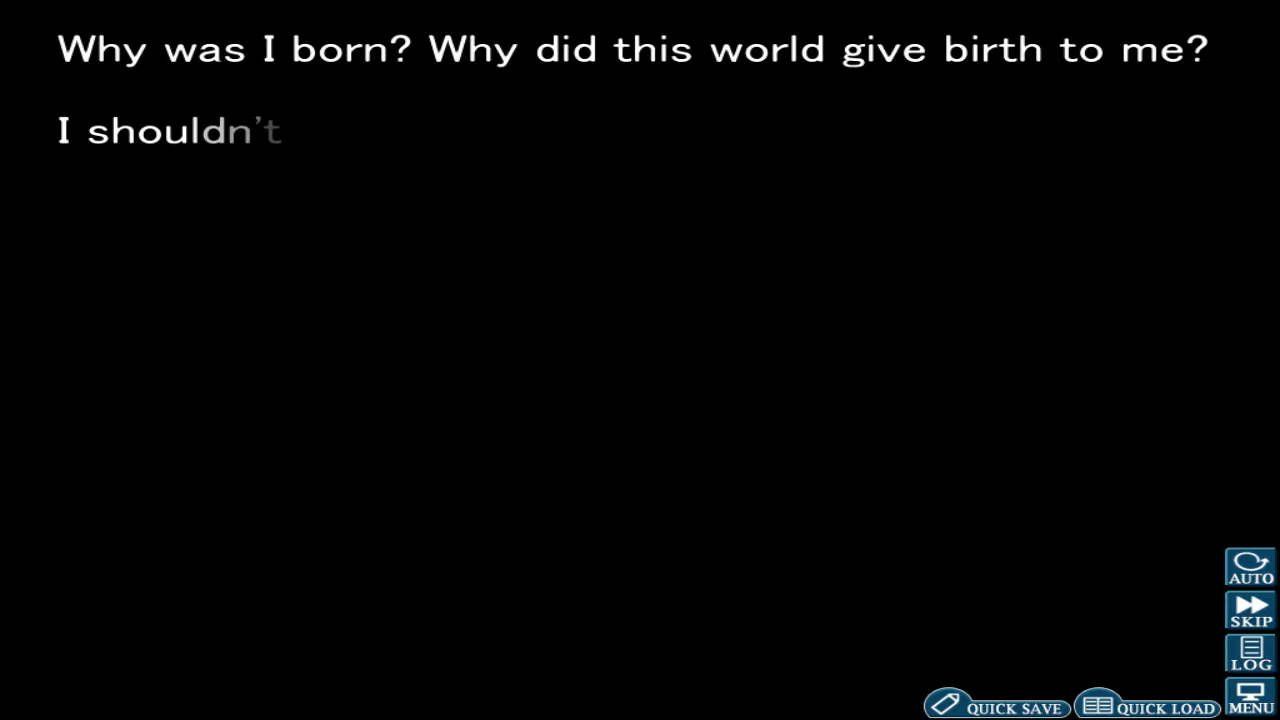 Why was I born? Why did this world give birth to me?
I shouldn't
AUTO
SKIP
LOG
MENU
QUICK SAVE
QUICK LOAD